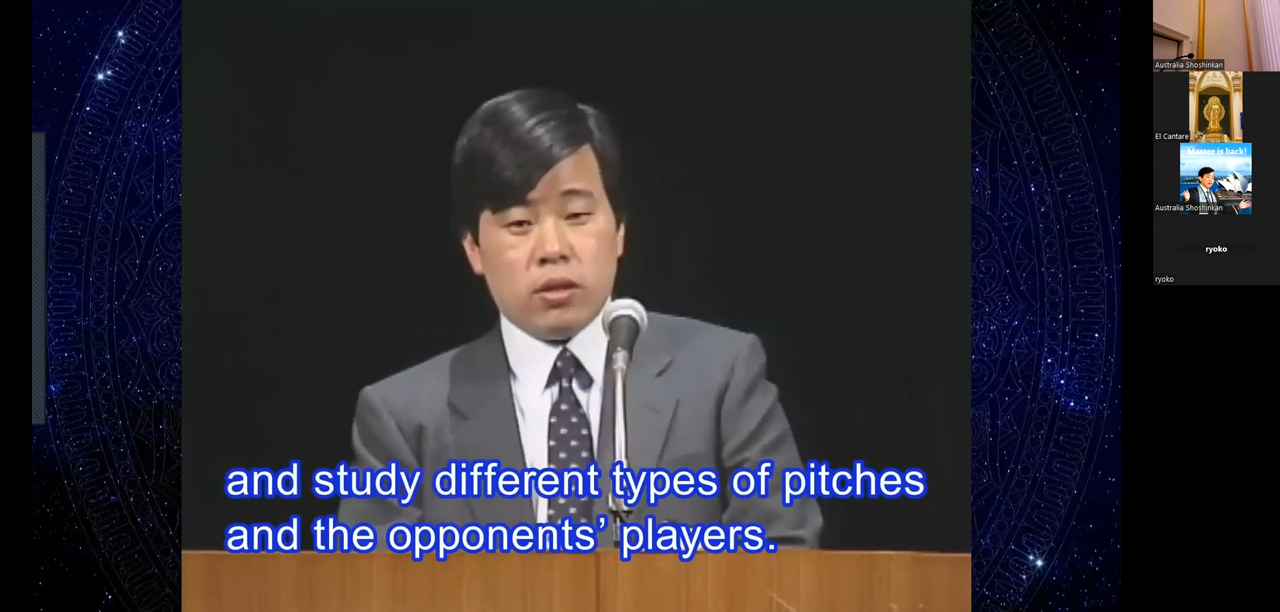 and study different types of pitches
and the opponents' players.
Australia Shoshinkan
El Cantare
Master is back!
Australia Shoshinkan
ryoko
ryoko